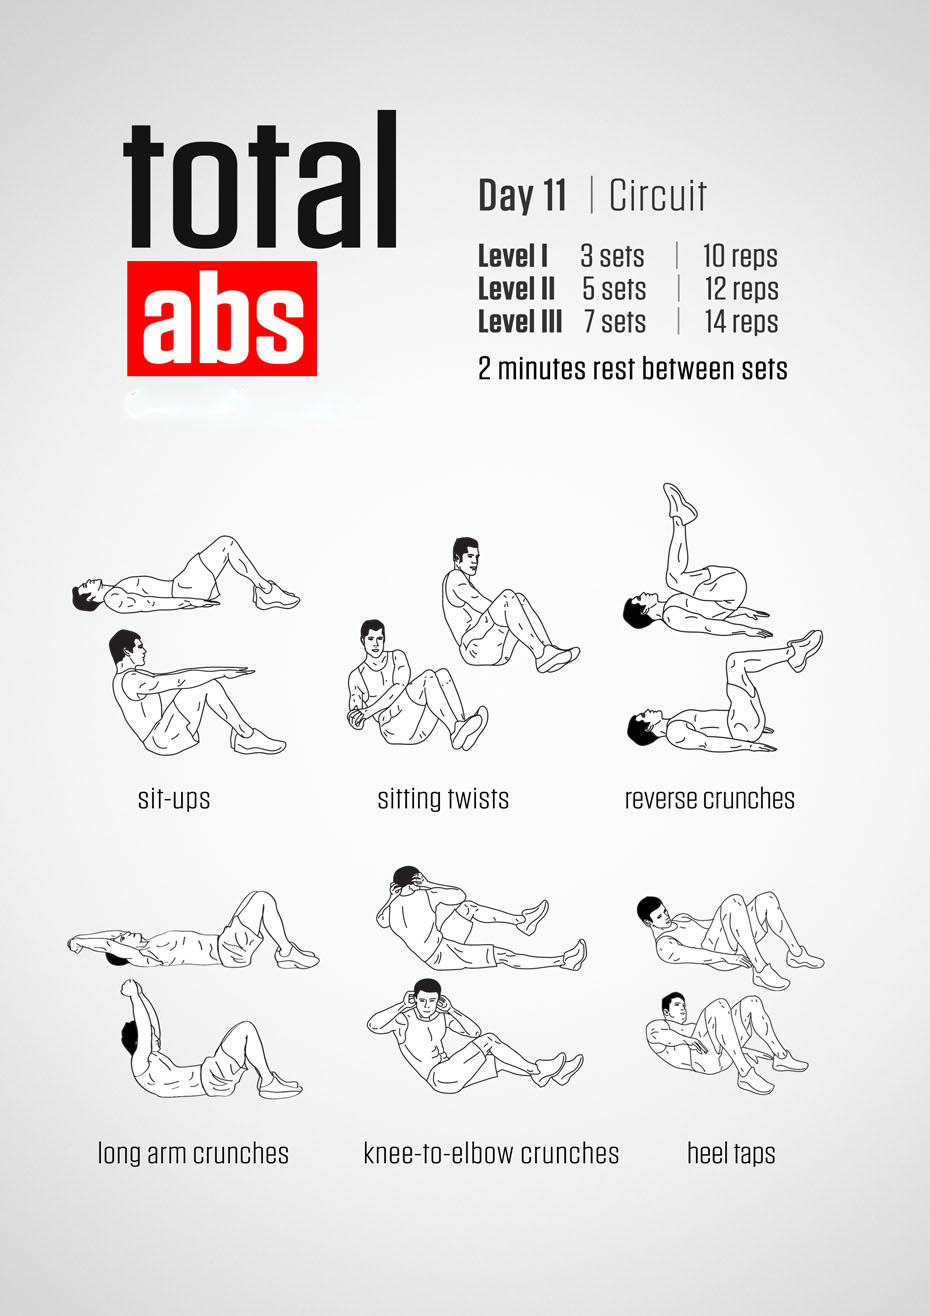 total
abs
Day 11 | Circuit
Level I 3 sets | 10 reps
Level II 5 sets | 12 reps
Level III 7 sets | 14 reps
2 minutes rest between sets
sit-ups
sitting twists
reverse crunches
long arm crunches
knee-to-elbow crunches
heel taps